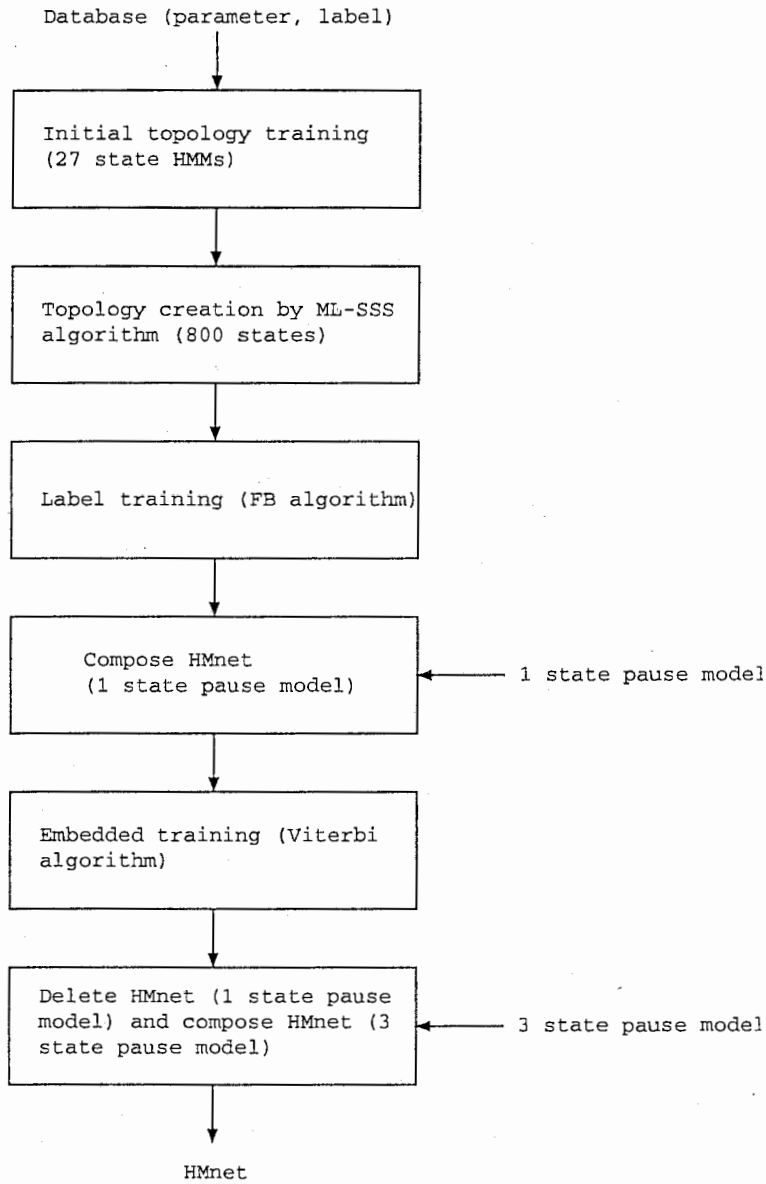 Database (parameter, label)
Initial topology training
(27 state HMMs)
Topology creation by ML-SSS
algorithm (800 states)
Label training (FB algorithm)
Compose HMnet
(1 state pause model)
1 state pause model
Embedded training (Viterbi
algorithm)
Delete HMnet (1 state pause
model) and compose HMnet (3
state pause model)
3 state pause model
HMnet